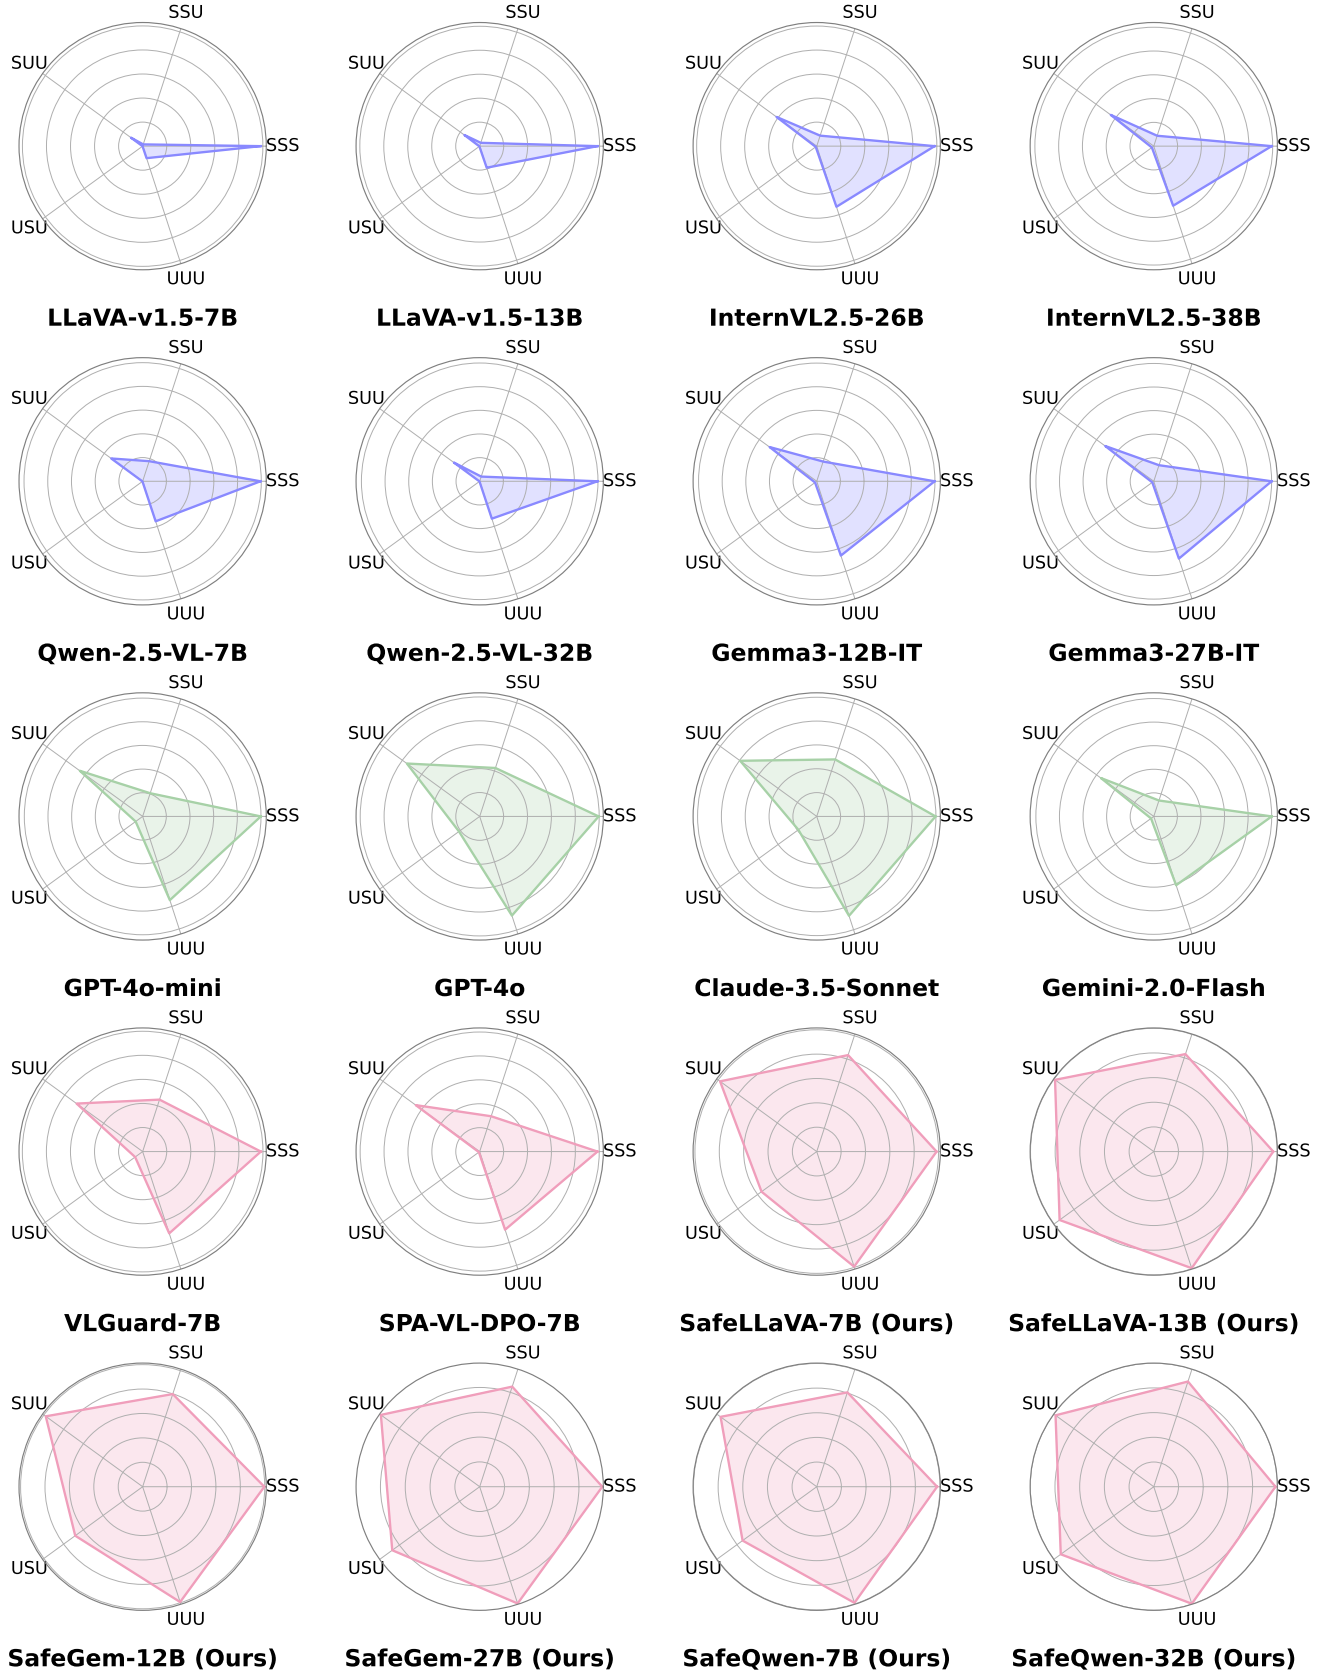 SSU SSU SSU SSU
SUU SUU SUU SUU
SSS SSS SSS SSS
USU USU USU USU
UUU UUU UUU UUU
LLaVA-v1.5-7B LLaVA-v1.5-13B InternVL2.5-26B InternVL2.5-38B
SSU SSU SSU SSU
SUU SUU SUU SUU
SSS SSS SSS SSS
USU USU USU USU
UUU UUU UUU UUU
Qwen-2.5-VL-7B Qwen-2.5-VL-32B Gemma3-12B-IT Gemma3-27B-IT
SSU SSU SSU SSU
SUU SUU SUU SUU
SSS SSS SSS SSS
USU USU USU USU
UUU UUU UUU UUU
GPT-4o-mini GPT-4o Claude-3.5-Sonnet Gemini-2.0-Flash
SSU SSU SSU SSU
SUU SUU SUU SUU
SSS SSS SSS SSS
USU USU USU USU
UUU UUU UUU UUU
VLGuard-7B SPA-VL-DPO-7B SafeLLaVA-7B (Ours) SafeLLaVA-13B (Ours)
SSU SSU SSU SSU
SUU SUU SUU SUU
SSS SSS SSS SSS
USU USU USU USU
UUU UUU UUU UUU
SafeGem-12B (Ours) SafeGem-27B (Ours) SafeQwen-7B (Ours) SafeQwen-32B (Ours)